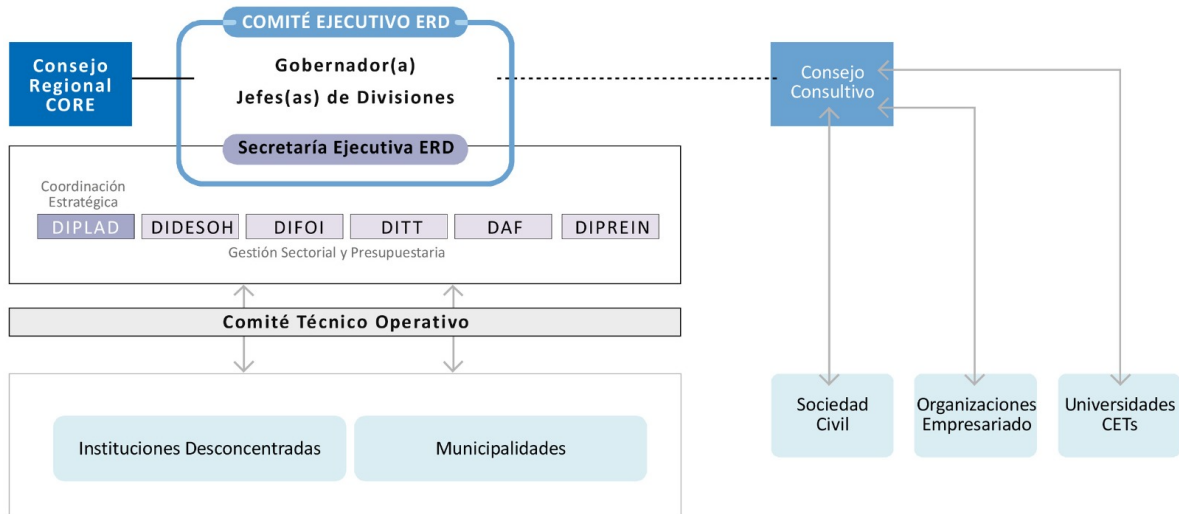 COMITÉ EJECUTIVO ERD
Consejo
Regional
CORE
Gobernador(a)
Jefes(as) de Divisiones
Secretaría Ejecutiva ERD
Consejo
Consultivo
Coordinación
Estratégica
DIPLAD
DIDESOH
DIFOI
DITT
DAF
DIPREIN
Gestión Sectorial y Presupuestaria
Comité Técnico Operativo
Instituciones Desconcentradas
Municipalidades
Sociedad
Civil
Organizaciones
Empresariado
Universidades
CETs